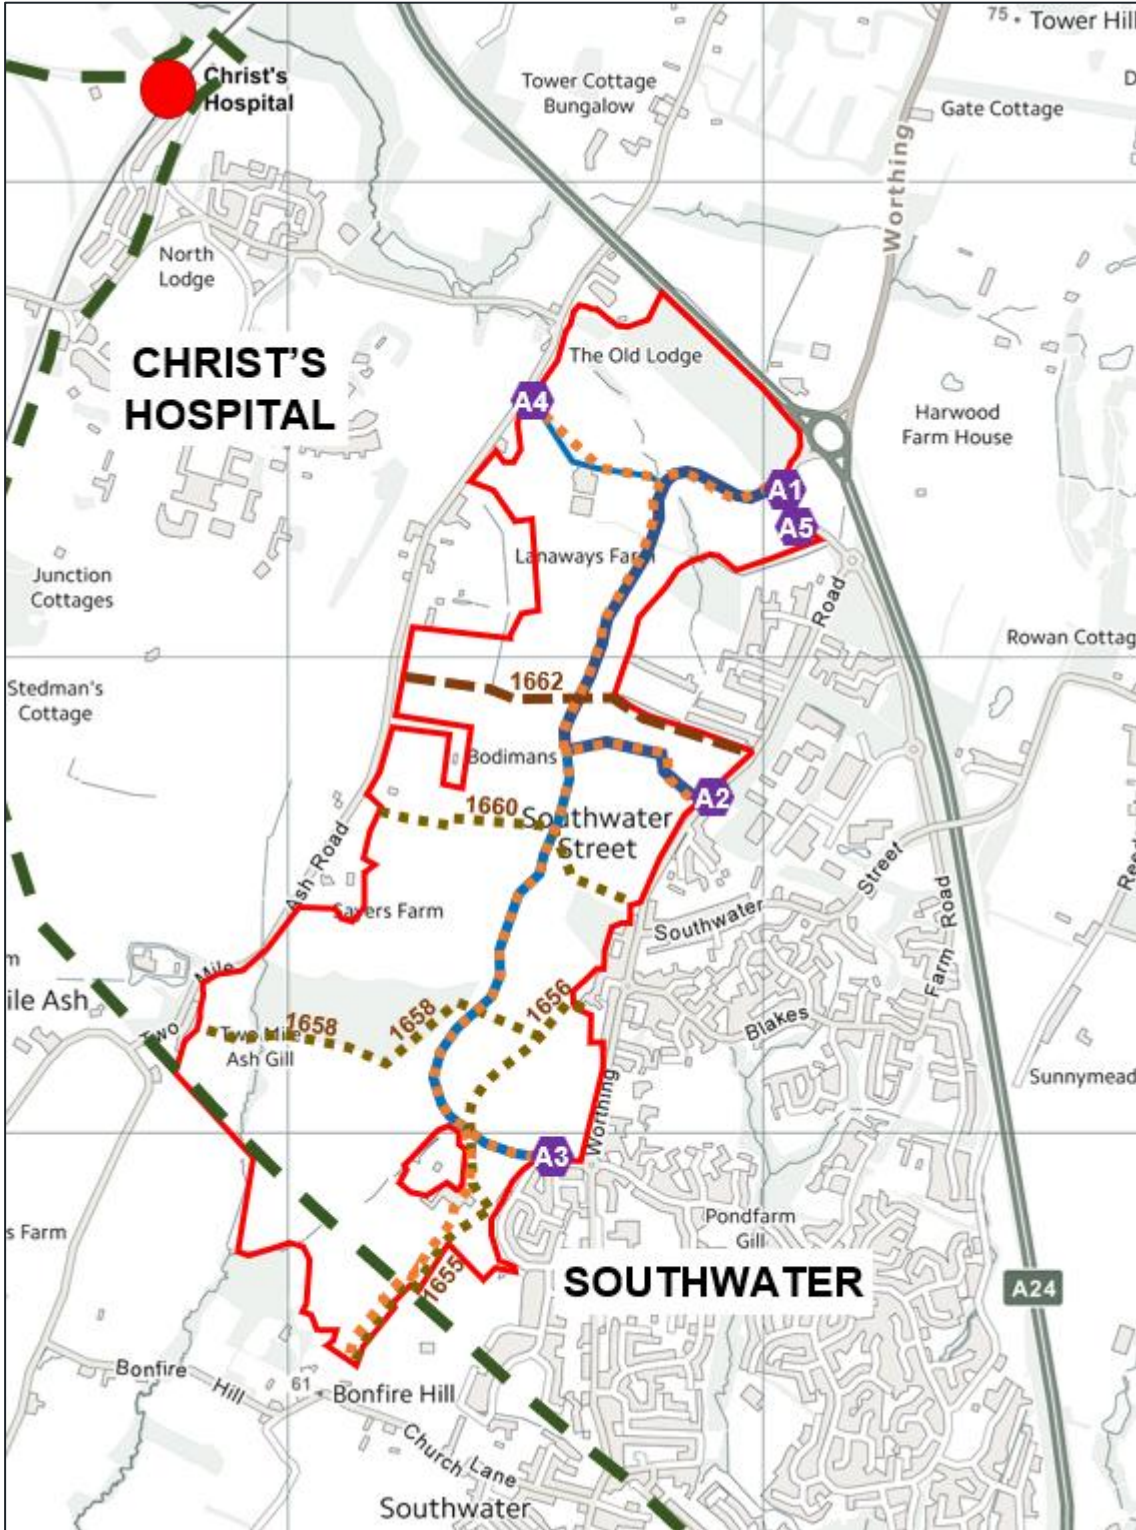 75
Tower Hill
Christ's
Hospital
Tower Cottage
Bungalow
D
Gate Cottage
Worthing
North
Lodge
CHRIST'S
HOSPITAL
The Old Lodge
A4
Harwood
Farm House
A1
A5
Lanaways Farm
Junction
Cottages
Road
Rowan Cottag
Stedman's
Cottage
1662
Bodimans
A2
1660
Southwater
Street
Ash Road
Street
Reed
Sayers Farm
Southwater
Farm Road
m
Mile
ile Ash
1658
1658
1656
Two
Two Mile
Ash Gill
Blakes
Sunnymead
Worthing
A3
s Farm
Pondfarm
Gill
1655
SOUTHWATER
A24
Bonfire
Hill
61
Bonfire Hill
Church Lane
Southwater